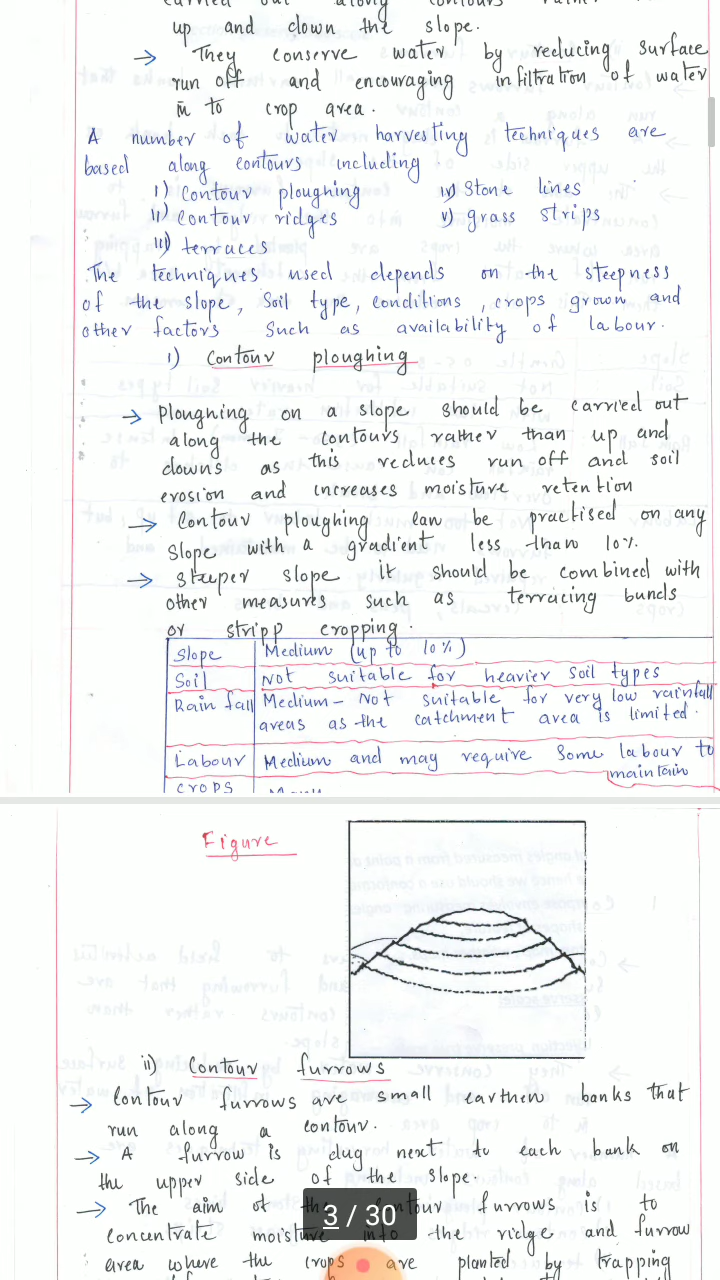 carried out along contours
up and down the slope.
→ They conserve water by reducing surface
run off and encouraging infiltration of water
in to crop area.
A number of water harvesting techniques are
based along contours including.
i) Contour ploughing iv) Stone lines
ii) Contour ridges v) grass strips
iii) terraces
The techniques used depends on the steepness
of the slope, soil type, conditions, crops grown and
other factors such as availability of labour.
i) Contour ploughing
→ Ploughing on a slope should be carried out
along the contours rather than up and
downs as this reduces run off and soil
erosion and increases moisture retention
→ Contour ploughing can be practised on any
slope with a gradient less than 10%.
→ steeper slope it should be combined with
other measures such as terracing bunds
or stripp cropping.
Slope Medium (up to 10%)
Soil Not suitable for heavier soil types
Rain fall Medium - Not suitable for very low rainfall
areas as the catchment area is limited.
Labour Medium and may require some labour to
maintain
crops
Figure
ii) Contour furrows
→ Contour furrows are small earthen banks that
run along a contour.
→ A furrow is dug next to each bank on
the upper side of the slope.
→ The aim of the contour furrows is to
concentrate moisture into the ridge and furrow
area where the crops are planted by trapping
3 / 30